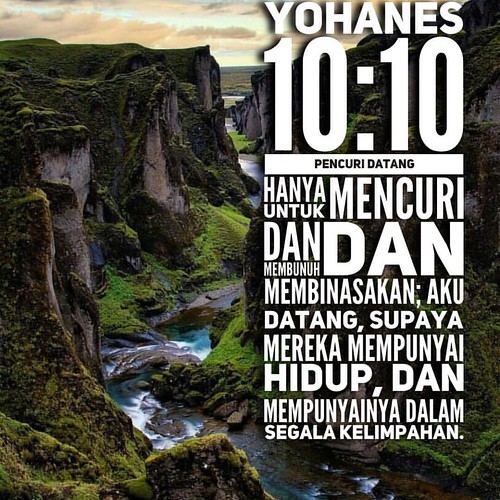 YOHANES
10:10
PENCURI DATANG
HANYA UNTUK MENCURI
DAN MEMBUNUH DAN
MEMBINASAKAN; AKU
DATANG, SUPAYA
MEREKA MEMPUNYAI
HIDUP, DAN
MEMPUNYAINYA DALAM
SEGALA KELIMPAHAN.